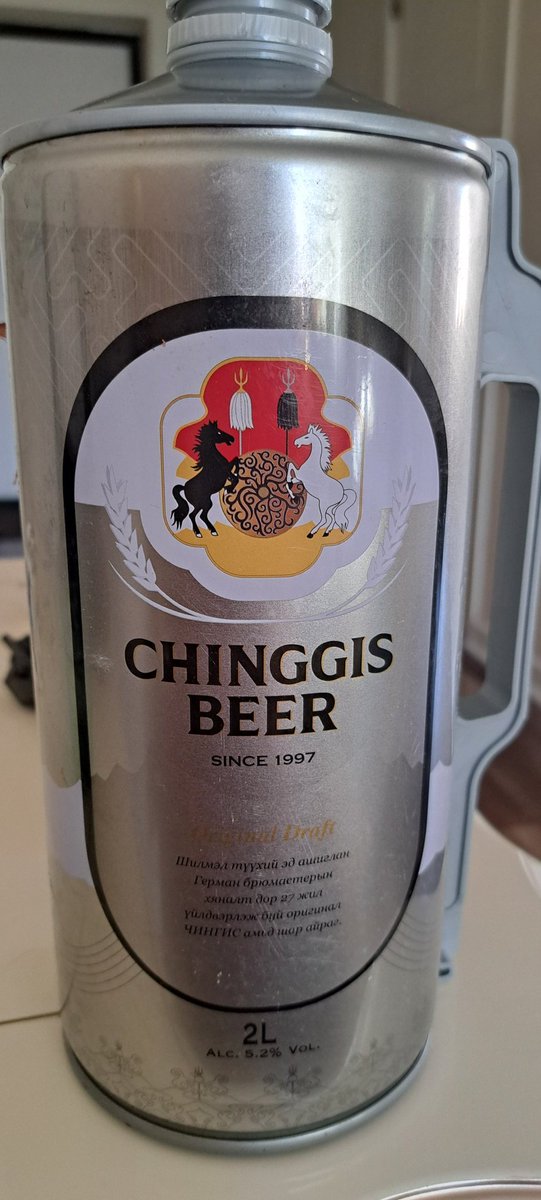 CHINGGIS
BEER
SINCE 1997
Original Draft
Шилмэл түүхий эд ашиглан
Герман брюмастерын
хяналт дор 27 жил
үйлдвэрлэж буй оригинал
ЧИНГИС амьд шар айраг.
2L
ALC. 5.2% VOL.